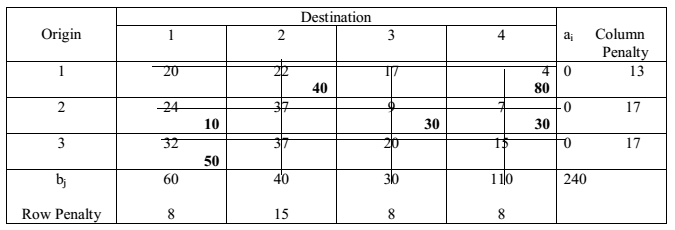 Destination
Origin 1 2 3 4 ai Column Penalty
1 20 22 17 4 0 13
40 80
2 24 37 9 7 0 17
10 30 30
3 32 37 20 15 0 17
50
bj 60 40 30 110 240
Row Penalty 8 15 8 8